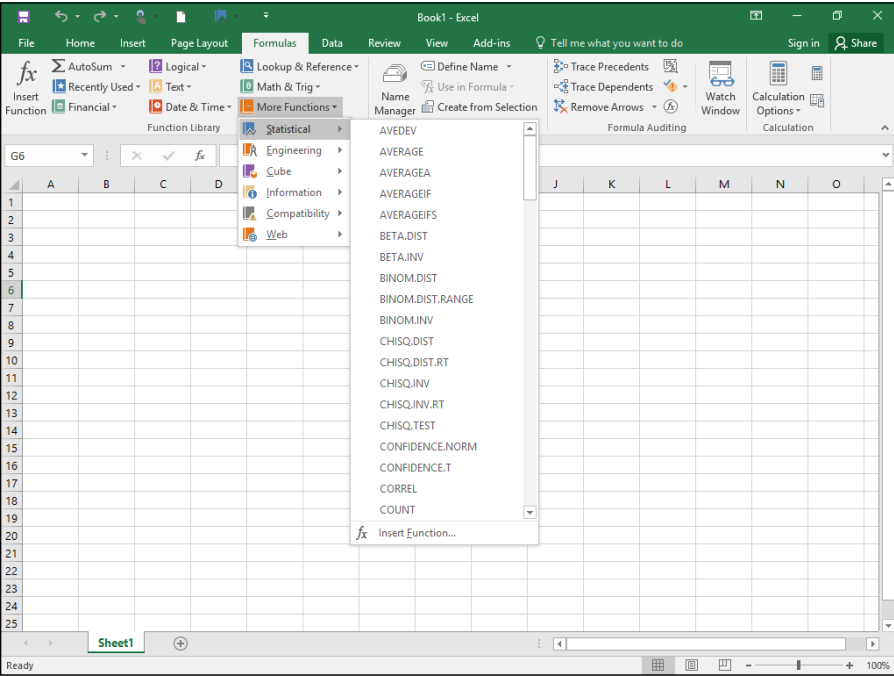 Book1 - Excel
File Home Insert Page Layout Formulas Data Review View Add-ins Tell me what you want to do Sign in Share
fx Insert Function
Σ AutoSum
Recently Used
Financial
? Logical
A Text
Date & Time
Lookup & Reference
θ Math & Trig
More Functions
Function Library
Name Manager
Define Name
Use in Formula
Create from Selection
Trace Precedents
Trace Dependents
Remove Arrows
fx
Formula Auditing
Watch Window
Calculation Options
Calculation
Statistical
Engineering
Cube
Information
Compatibility
Web
AVEDEV
AVERAGE
AVERAGEA
AVERAGEIF
AVERAGEIFS
BETA.DIST
BETA.INV
BINOM.DIST
BINOM.DIST.RANGE
BINOM.INV
CHISQ.DIST
CHISQ.DIST.RT
CHISQ.INV
CHISQ.INV.RT
CHISQ.TEST
CONFIDENCE.NORM
CONFIDENCE.T
CORREL
COUNT
fx Insert Function...
G6 fx
A B C D J K L M N O
1
2
3
4
5
6
7
8
9
10
11
12
13
14
15
16
17
18
19
20
21
22
23
24
25
Sheet1
Ready 100%